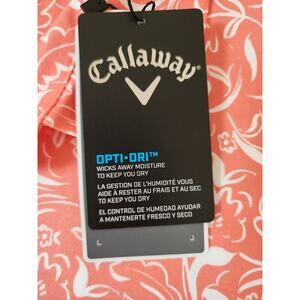 Callaway
OPTI•DRI™
WICKS AWAY MOISTURE
TO KEEP YOU DRY
LA GESTION DE L'HUMIDITÉ VOUS
AIDE À RESTER AU FRAIS ET AU SEC
TO KEEP YOU DRY
EL CONTROL DE HUMEDAD AYUDAR
A MANTENERTE FRESCO Y SECO